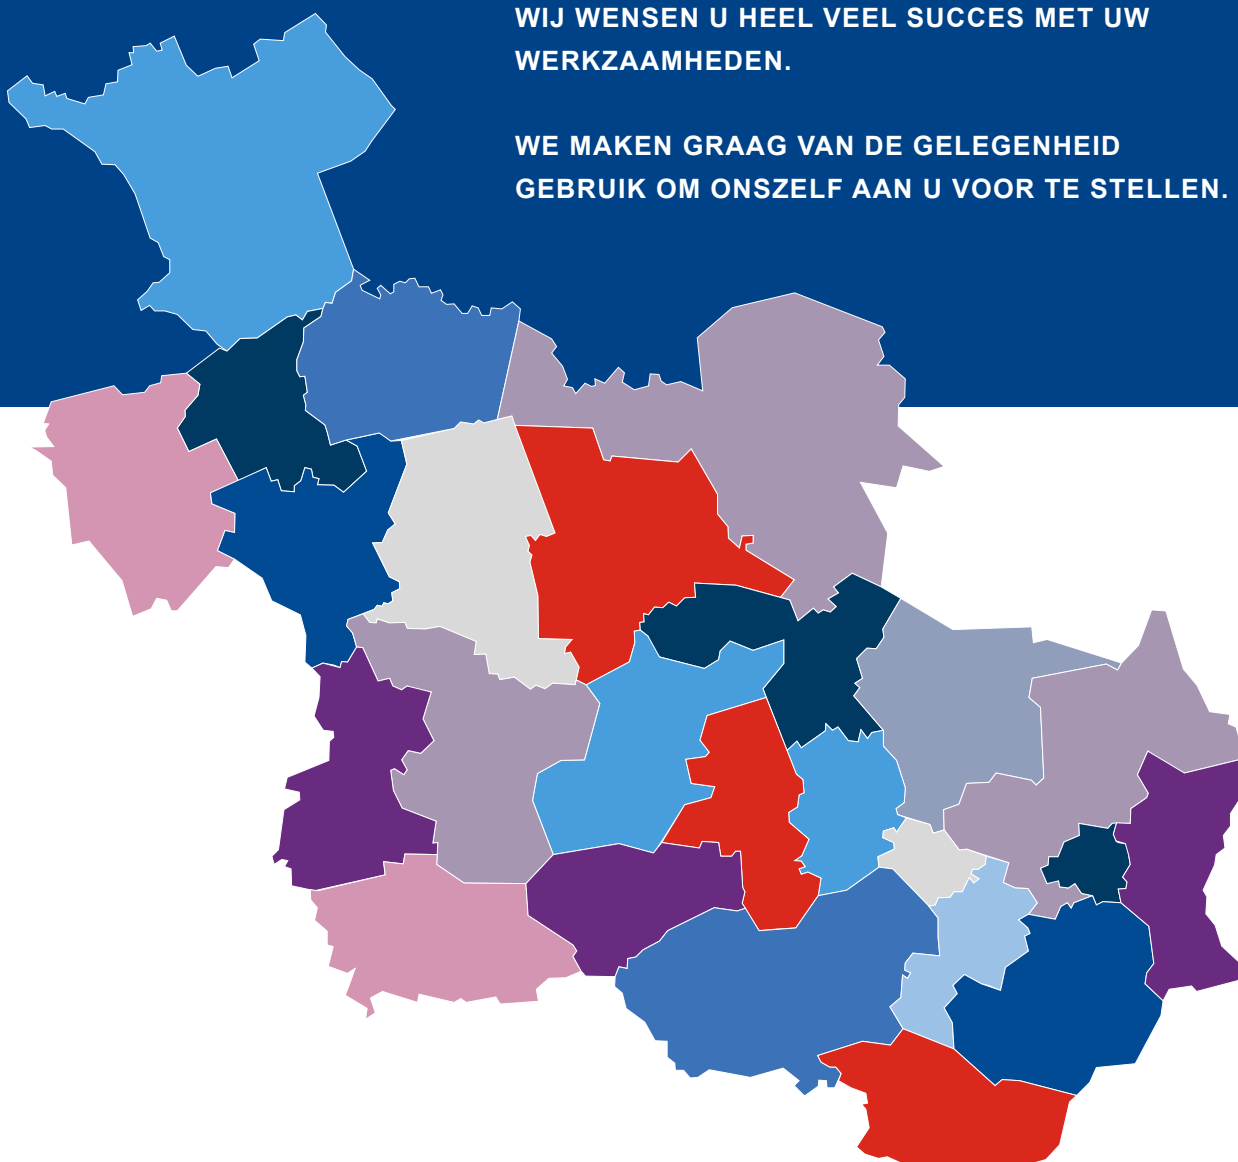 WIJ WENSEN U HEEL VEEL SUCCES MET UW
WERKZAAMHEDEN.
WE MAKEN GRAAG VAN DE GELEGENHEID
GEBRUIK OM ONSZELF AAN U VOOR TE STELLEN.